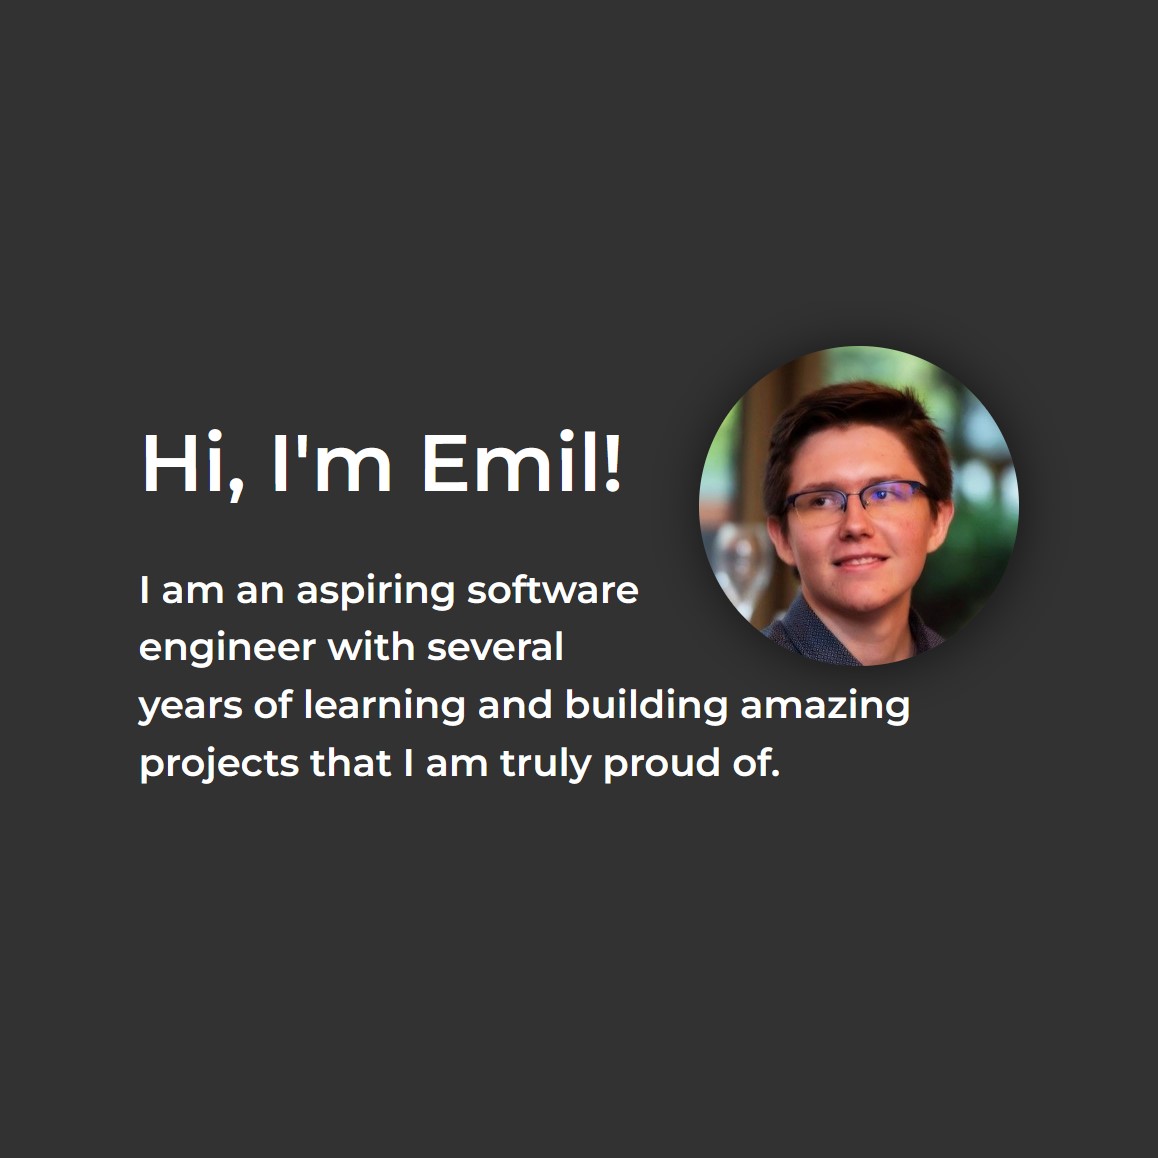 Hi, I'm Emil!
I am an aspiring software
engineer with several
years of learning and building amazing
projects that I am truly proud of.